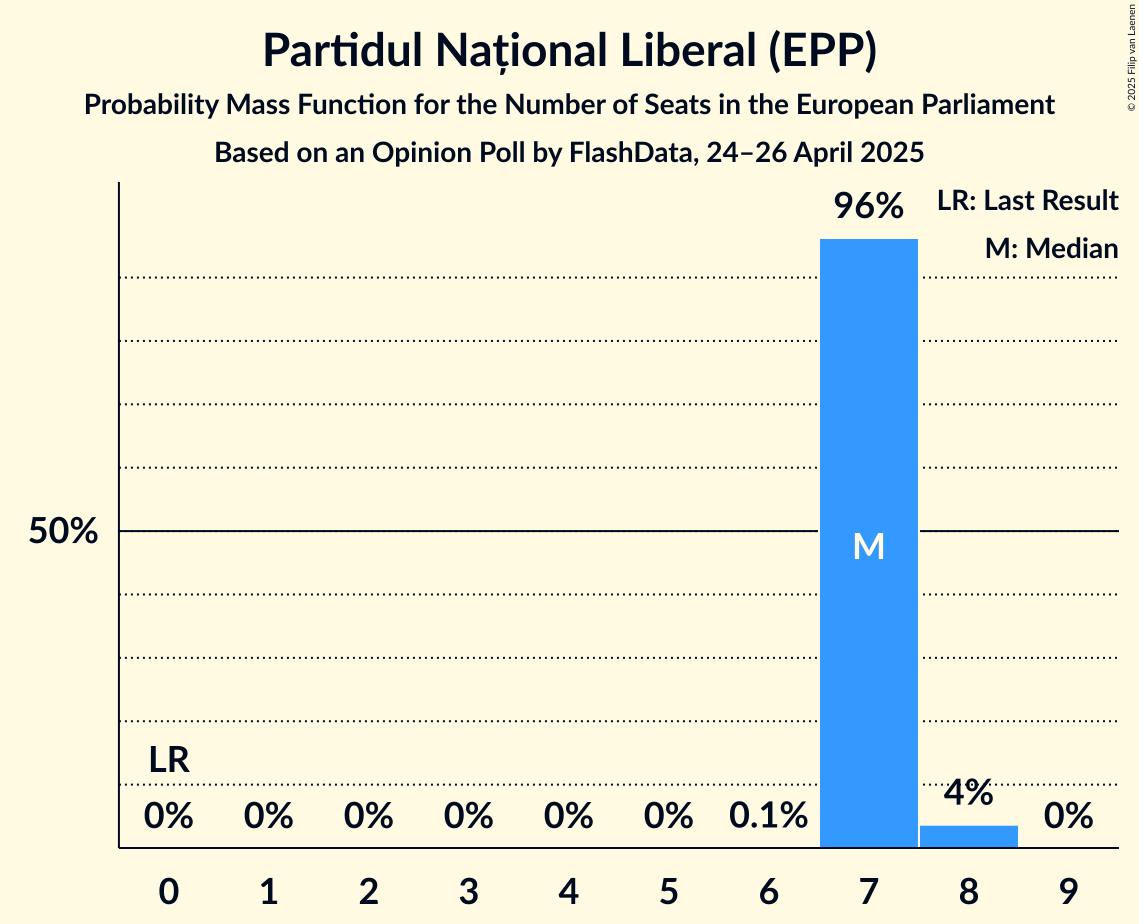 Partidul Național Liberal (EPP)
Probability Mass Function for the Number of Seats in the European Parliament
Based on an Opinion Poll by FlashData, 24–26 April 2025
© 2025 Filip van Laenen
LR: Last Result
M: Median
96%
50%
M
LR
0% 0% 0% 0% 0% 0% 0.1% 4% 0%
0 1 2 3 4 5 6 7 8 9